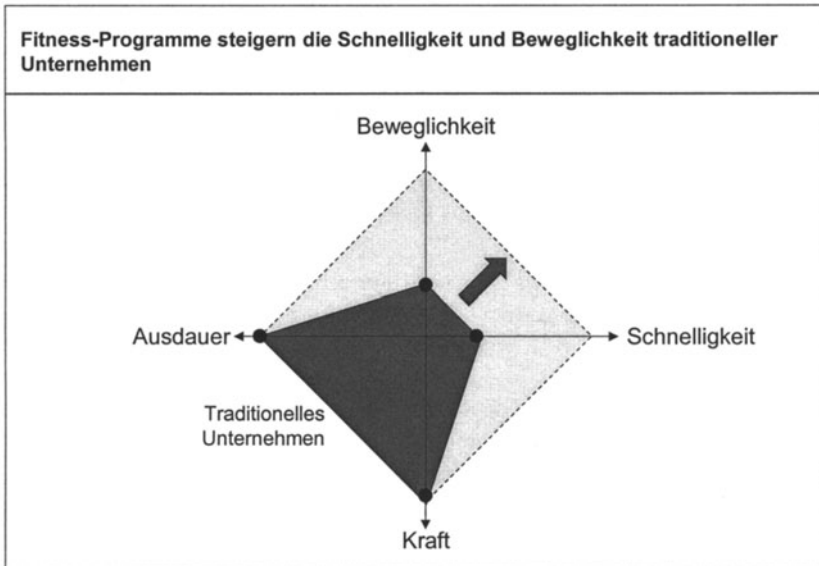 Fitness-Programme steigern die Schnelligkeit und Beweglichkeit traditioneller
Unternehmen
Beweglichkeit
Ausdauer
Schnelligkeit
Traditionelles
Unternehmen
Kraft